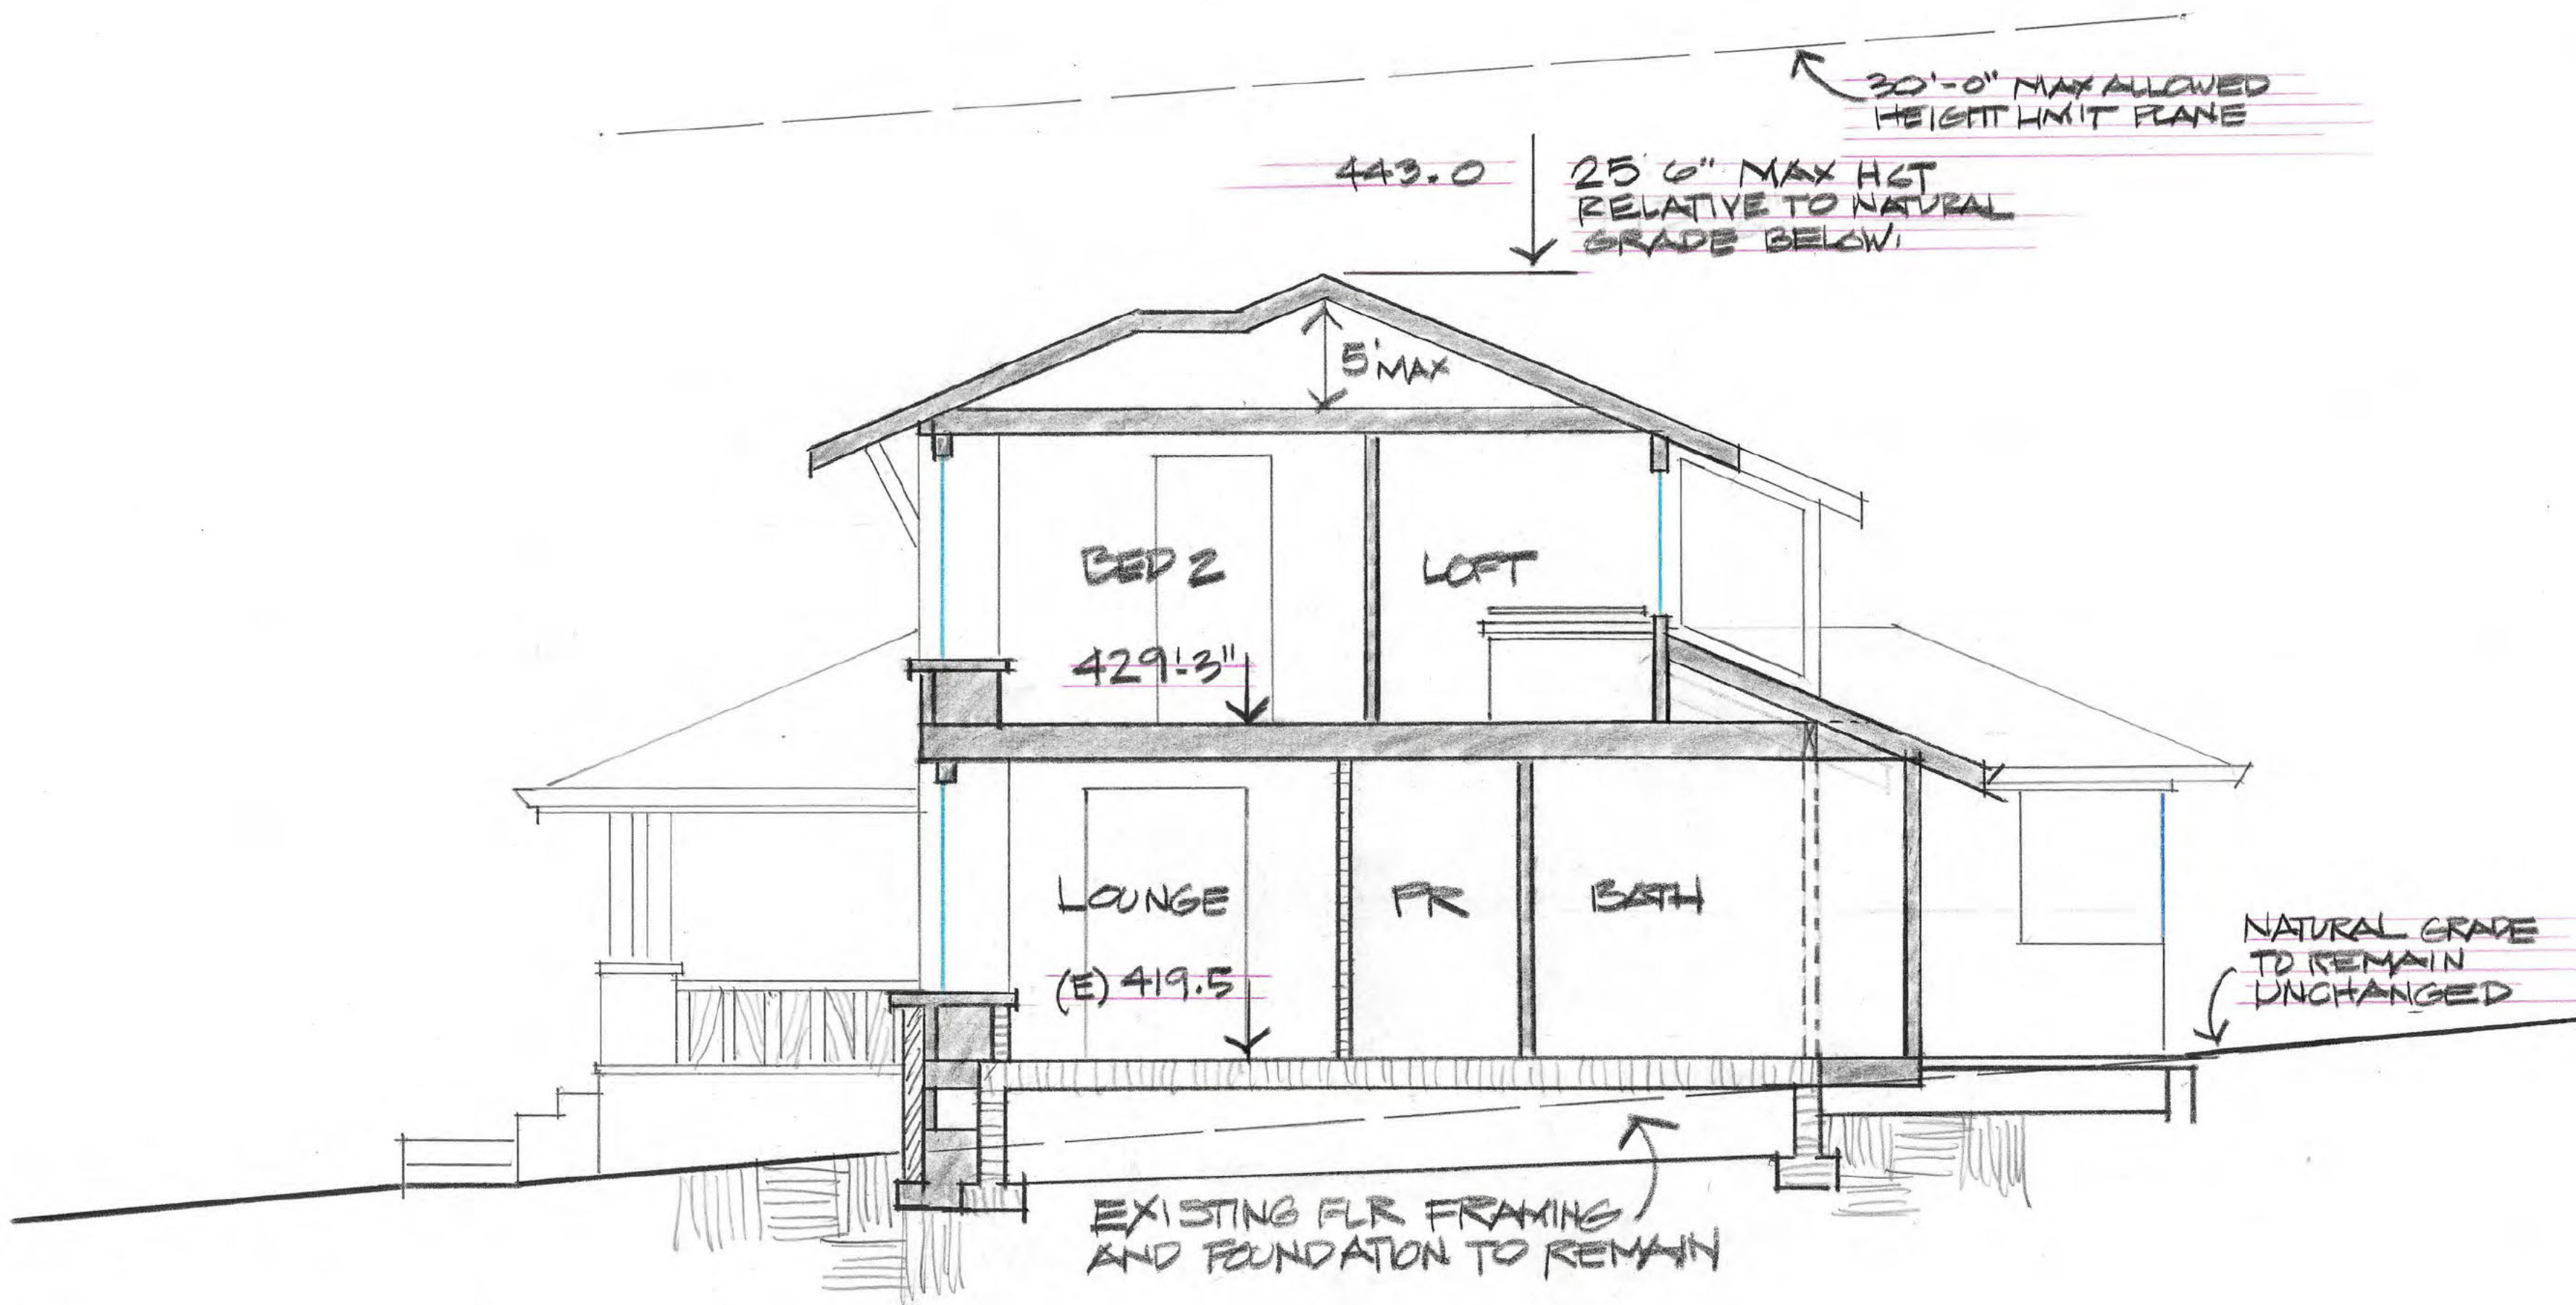 30'-0" MAX ALLOWED
HEIGHT LIMIT PLANE
443.0
25'6" MAX HGT
RELATIVE TO NATURAL
GRADE BELOW.
5' MAX
BED 2
LOFT
429'-3"
LOUNGE
PR
BATH
(E) 419.5
NATURAL GRADE
TO REMAIN
UNCHANGED
EXISTING FLR FRAMING
AND FOUNDATION TO REMAIN